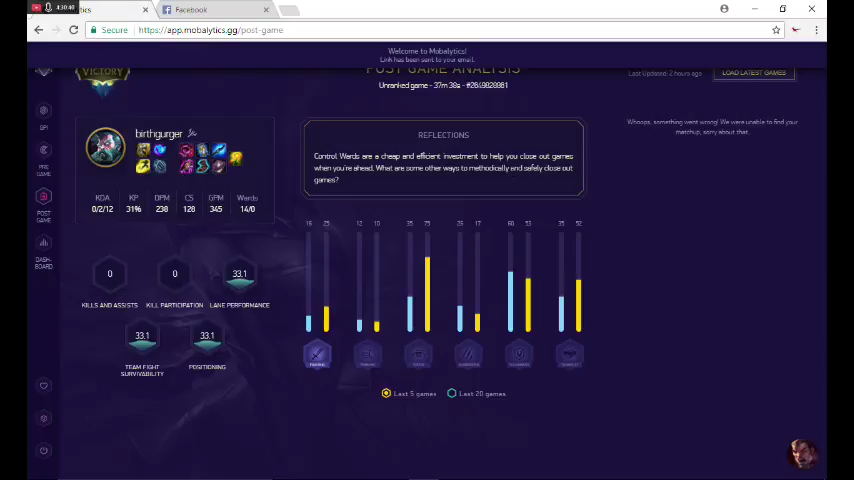 4:30:40
tics
Facebook
Secure
https://app.mobalytics.gg/post-game
Welcome to Mobalytics!
Link has been sent to your email.
VICTORY
POST GAME ANALYSIS
Unranked game - 37m 38s - #2649828861
Last Updated: 2 hours ago
LOAD LATEST GAMES
Whoops, something went wrong! We were unable to find your
matchup, sorry about that.
GPI
PRE
GAME
POST
GAME
DASH-
BOARD
birthgurger
KDA KP DPM CS GPM Wards
0/2/12 31% 238 128 345 14/0
REFLECTIONS
Control Wards are a cheap and efficient investment to help you close out games
when you're ahead. What are some other ways to methodically and safely close out
games?
16 25 12 10 35 75 26 17 60 53 35 52
0
KILLS AND ASSISTS
0
KILL PARTICIPATION
33.1
LANE PERFORMANCE
33.1
TEAM FIGHT
SURVIVABILITY
33.1
POSITIONING
Last 5 games
Last 20 games